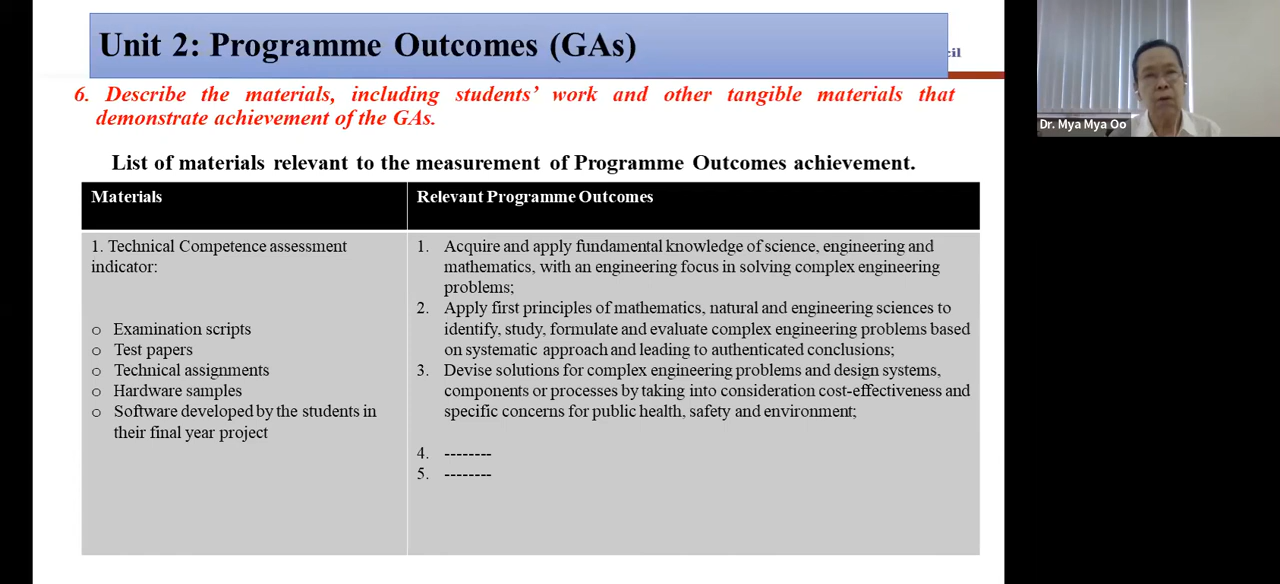 Unit 2: Programme Outcomes (GAs)
cil
Dr. Mya Mya Oo
6. Describe the materials, including students' work and other tangible materials that
demonstrate achievement of the GAs.
List of materials relevant to the measurement of Programme Outcomes achievement.
Materials
Relevant Programme Outcomes
1. Technical Competence assessment
indicator:
o Examination scripts
o Test papers
o Technical assignments
o Hardware samples
o Software developed by the students in
their final year project
1. Acquire and apply fundamental knowledge of science, engineering and
mathematics, with an engineering focus in solving complex engineering
problems;
2. Apply first principles of mathematics, natural and engineering sciences to
identify, study, formulate and evaluate complex engineering problems based
on systematic approach and leading to authenticated conclusions;
3. Devise solutions for complex engineering problems and design systems,
components or processes by taking into consideration cost-effectiveness and
specific concerns for public health, safety and environment;
4. --------
5. --------